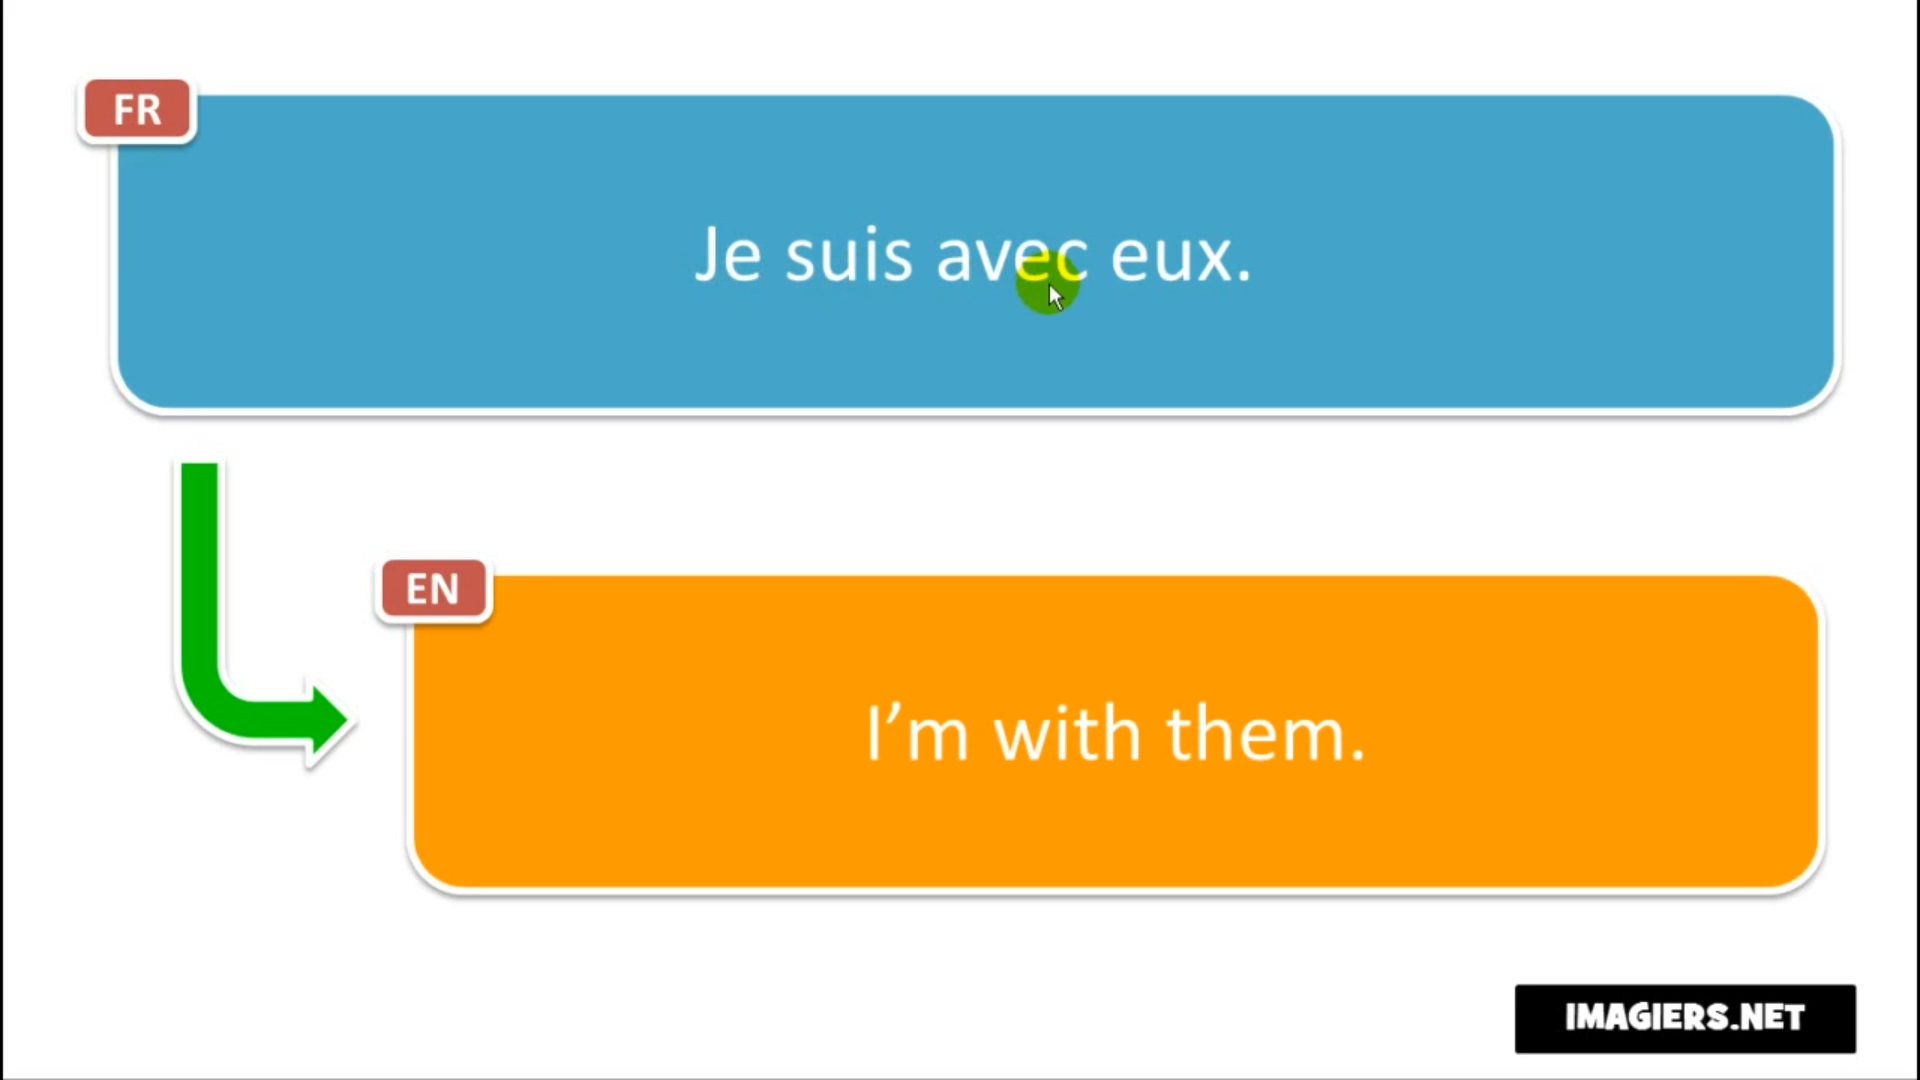 FR
Je suis avec eux.
EN
I’m with them.
IMAGIERS.NET